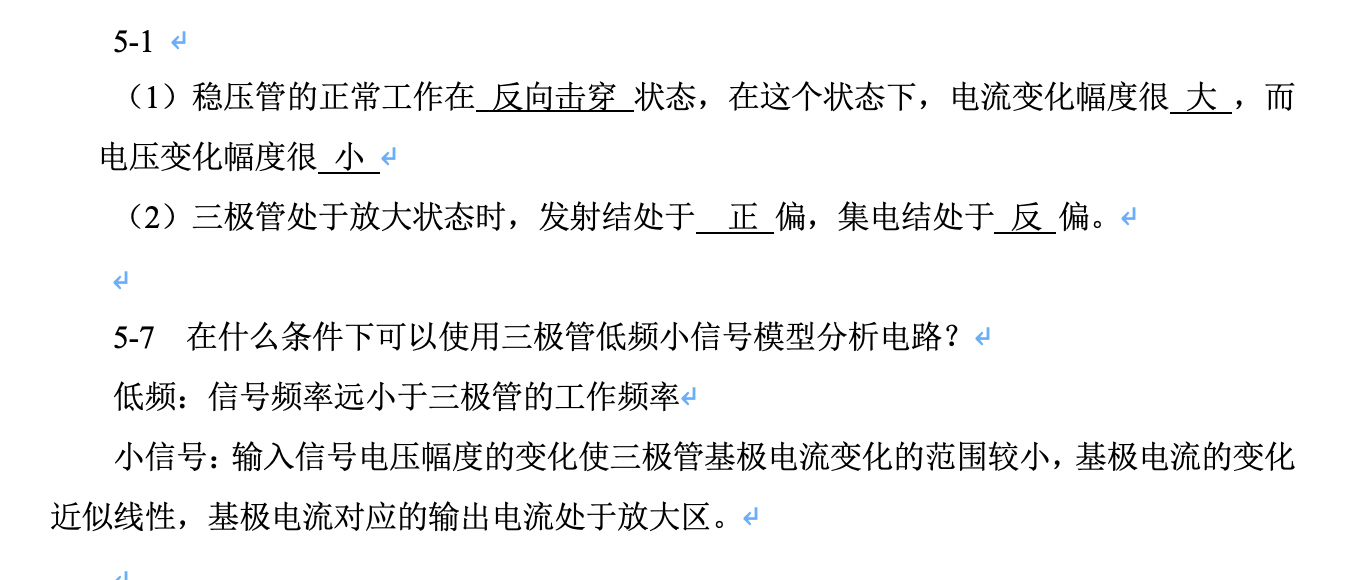 5-1
（1）稳压管的正常工作在 反向击穿 状态，在这个状态下，电流变化幅度很 大 ，而
电压变化幅度很 小
（2）三极管处于放大状态时，发射结处于 正 偏，集电结处于 反 偏。
5-7 在什么条件下可以使用三极管低频小信号模型分析电路？
低频：信号频率远小于三极管的工作频率
小信号：输入信号电压幅度的变化使三极管基极电流变化的范围较小，基极电流的变化
近似线性，基极电流对应的输出电流处于放大区。